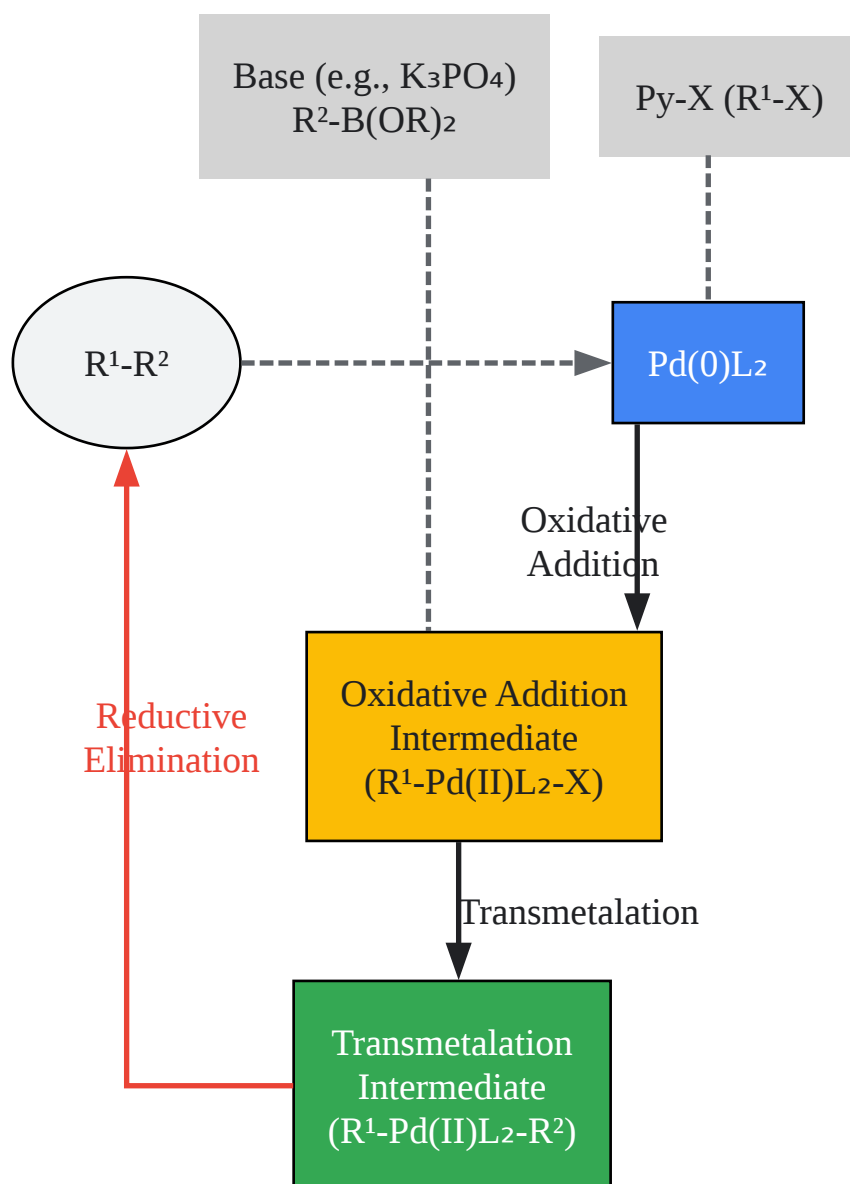 Base (e.g., K₃PO₄)
R²-B(OR)₂
Py-X (R¹-X)
R¹-R²
Pd(0)L₂
Oxidative
Addition
Oxidative Addition
Intermediate
(R¹-Pd(II)L₂-X)
Reductive
Elimination
Transmetalation
Transmetalation
Intermediate
(R¹-Pd(II)L₂-R²)